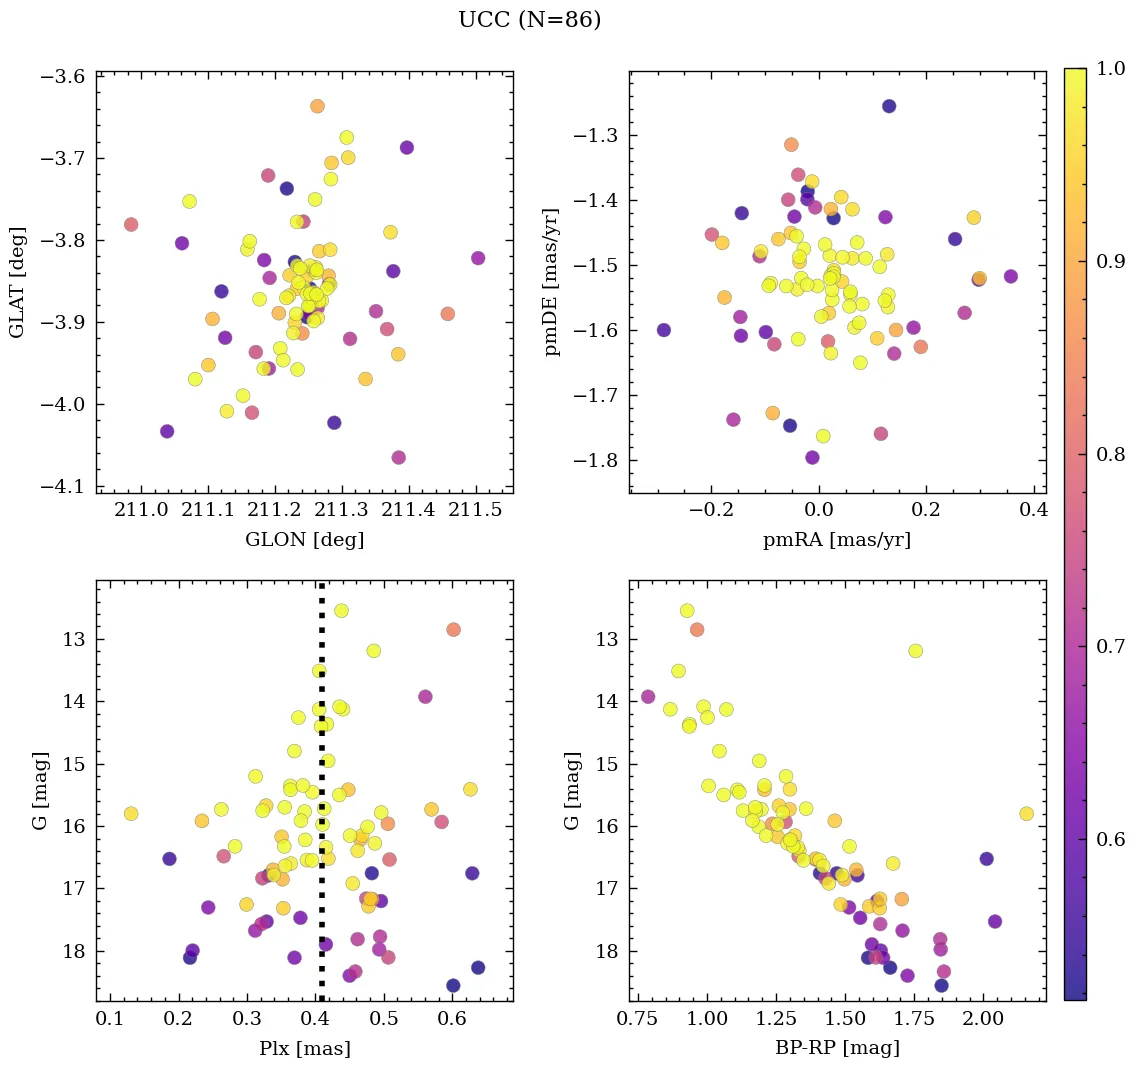 UCC (N=86)
−3.6
−3.7
−3.8
−3.9
−4.0
−4.1
GLAT [deg]
211.0 211.1 211.2 211.3 211.4 211.5
GLON [deg]
−1.3
−1.4
−1.5
−1.6
−1.7
−1.8
pmDE [mas/yr]
−0.2 0.0 0.2 0.4
pmRA [mas/yr]
1.0
0.9
0.8
0.7
0.6
13
14
15
16
17
18
G [mag]
0.1 0.2 0.3 0.4 0.5 0.6
Plx [mas]
13
14
15
16
17
18
G [mag]
0.75 1.00 1.25 1.50 1.75 2.00
BP-RP [mag]